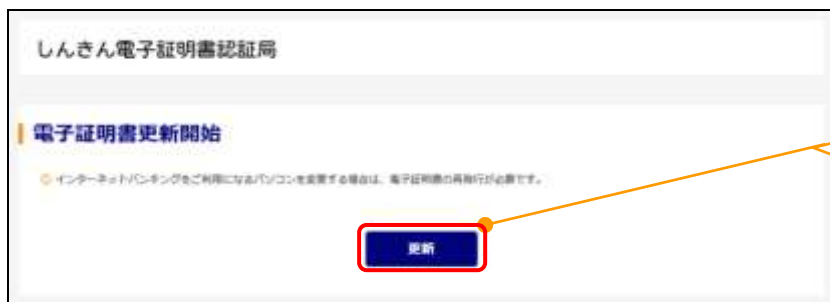 しんきん電子証明書認証局
電子証明書更新開始
インターネットバンキングをご利用になるパソコンを変更する場合は、電子証明書の再発行が必要です。
更新